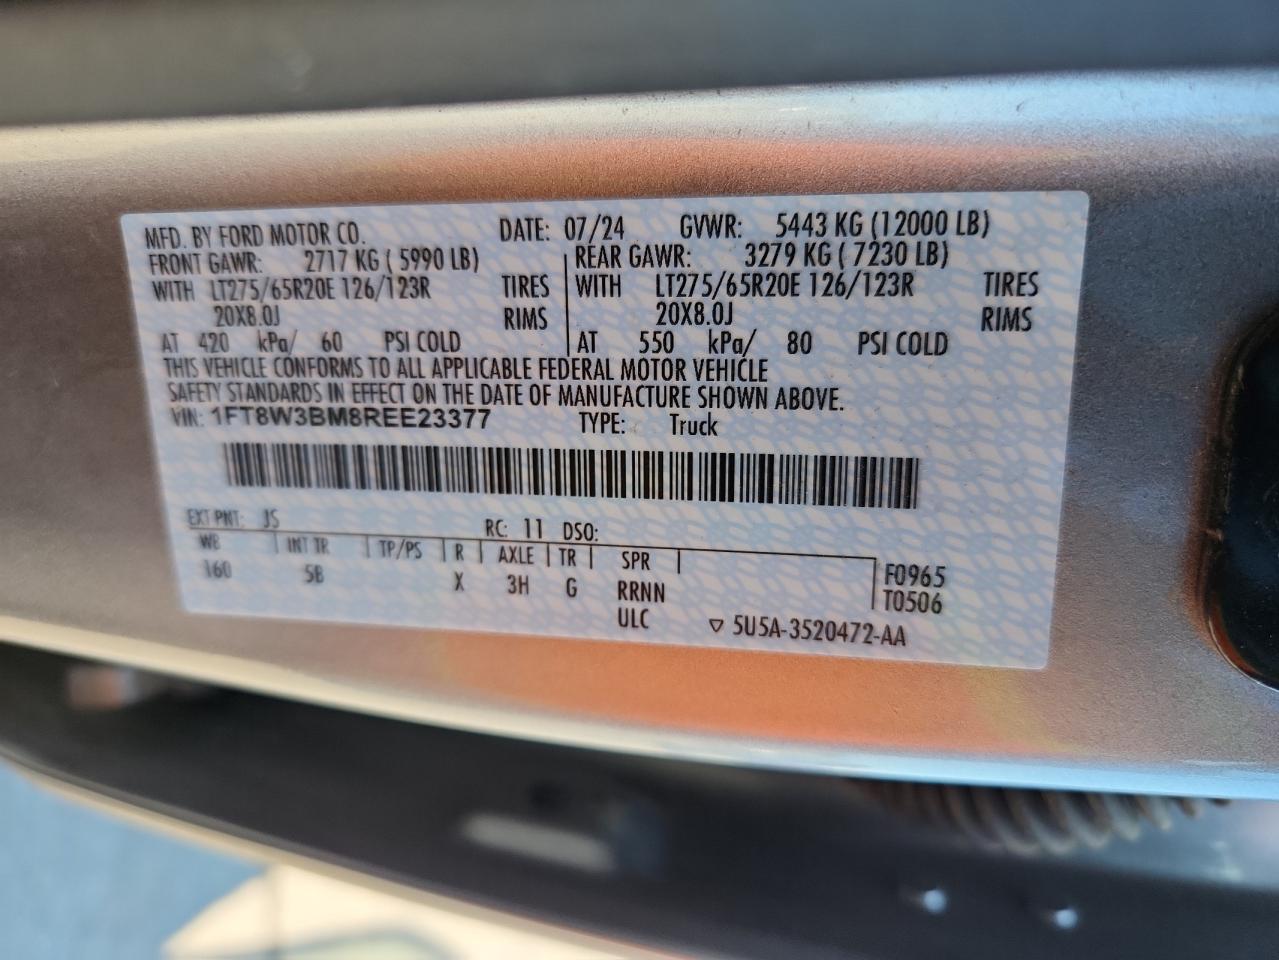 MFD. BY FORD MOTOR CO. DATE: 07/24 GVWR: 5443 KG (12000 LB)
FRONT GAWR: 2717 KG ( 5990 LB) REAR GAWR: 3279 KG ( 7230 LB)
WITH LT275/65R20E 126/123R TIRES WITH LT275/65R20E 126/123R TIRES
20X8.0J RIMS 20X8.0J RIMS
AT 420 kPa/ 60 PSI COLD AT 550 kPa/ 80 PSI COLD
THIS VEHICLE CONFORMS TO ALL APPLICABLE FEDERAL MOTOR VEHICLE
SAFETY STANDARDS IN EFFECT ON THE DATE OF MANUFACTURE SHOWN ABOVE.
VIN: 1FT8W3BM8REE23377 TYPE: Truck
EXT PNT: JS RC: 11 DSO:
WB INT TR TP/PS R AXLE TR SPR
160 5B X 3H G RRNN F0965
ULC T0506
▽ 5U5A-3520472-AA